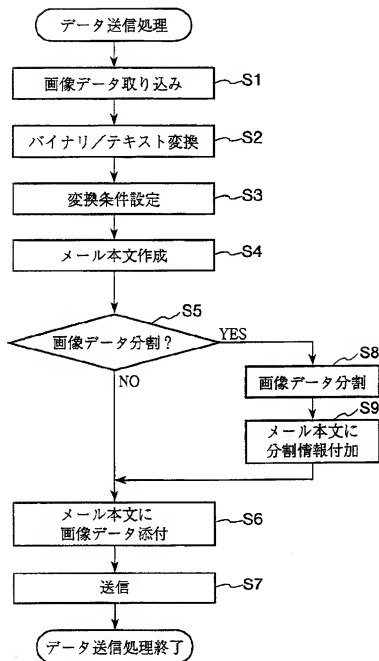 データ送信処理
画像データ取り込み
S1
バイナリ／テキスト変換
S2
変換条件設定
S3
メール本文作成
S4
S5
画像データ分割？
YES
NO
S8
画像データ分割
S9
メール本文に
分割情報付加
メール本文に
画像データ添付
S6
送信
S7
データ送信処理終了